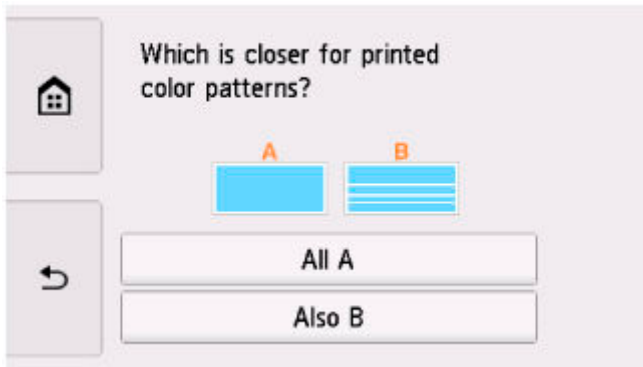 Which is closer for printed
color patterns?
A B
All A
Also B